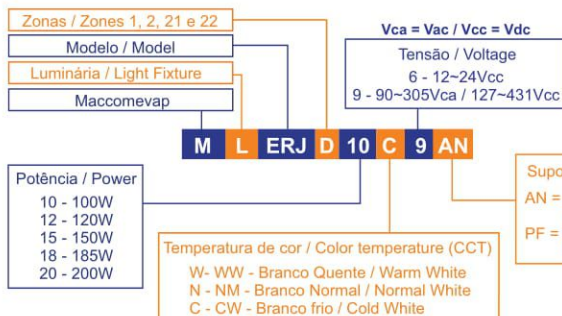 Zonas / Zones 1, 2, 21 e 22
Modelo / Model
Luminária / Light Fixture
Maccomevap
Vca = Vac / Vcc = Vdc
Tensão / Voltage
6 - 12~24Vcc
9 - 90~305Vca / 127~431Vcc
M L ERJ D 10 C 9 AN
Potência / Power
10 - 100W
12 - 120W
15 - 150W
18 - 185W
20 - 200W
Temperatura de cor / Color temperature (CCT)
W- WW - Branco Quente / Warm White
N - NM - Branco Normal / Normal White
C - CW - Branco frio / Cold White
AN =
PF =